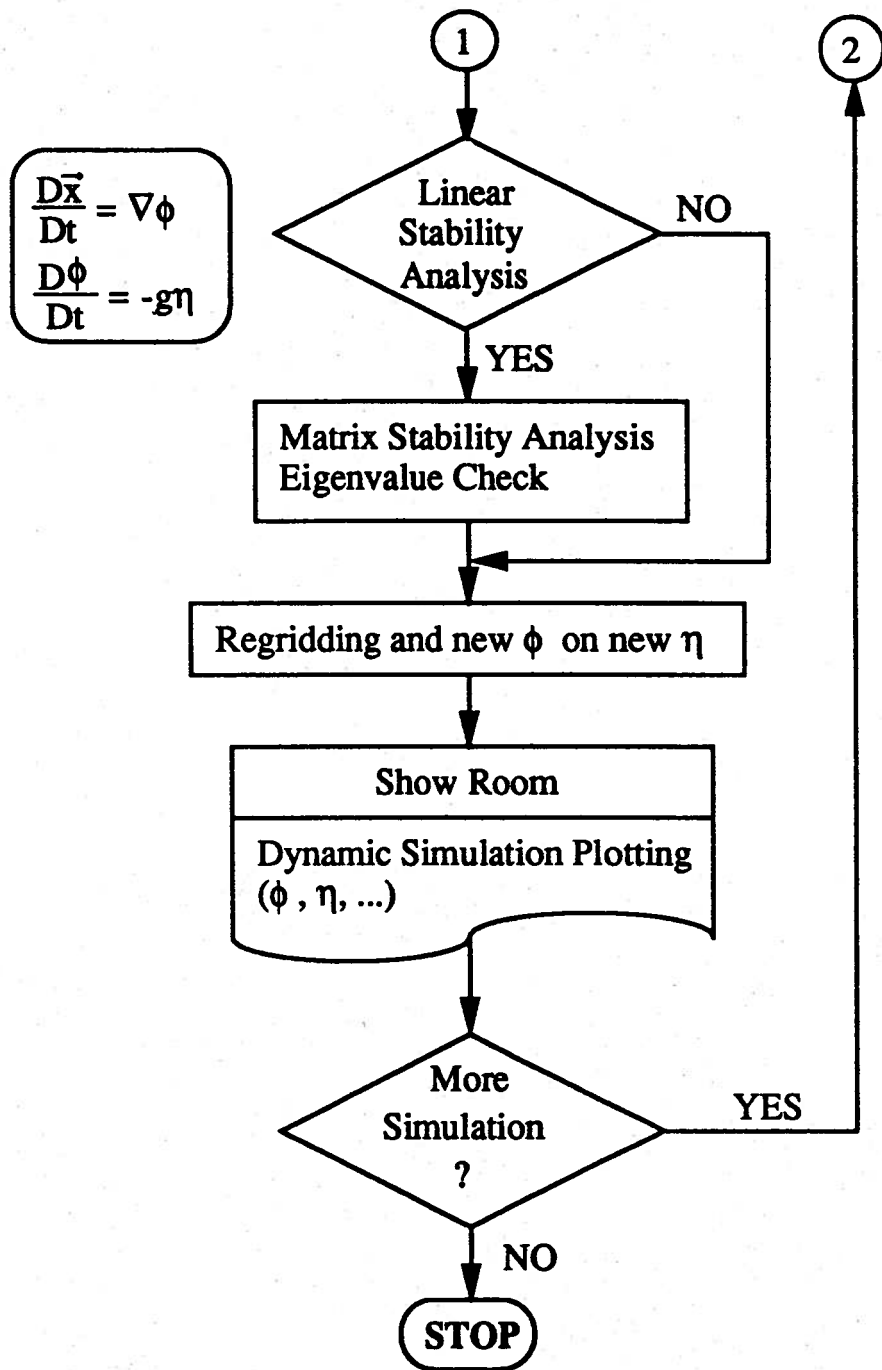 1
2
Dx⃗/Dt = ∇ϕ
Dϕ/Dt = -gη
Linear
Stability
Analysis
NO
YES
Matrix Stability Analysis
Eigenvalue Check
Regridding and new ϕ on new η
Show Room
Dynamic Simulation Plotting
(ϕ , η, ...)
More
Simulation
?
YES
NO
STOP